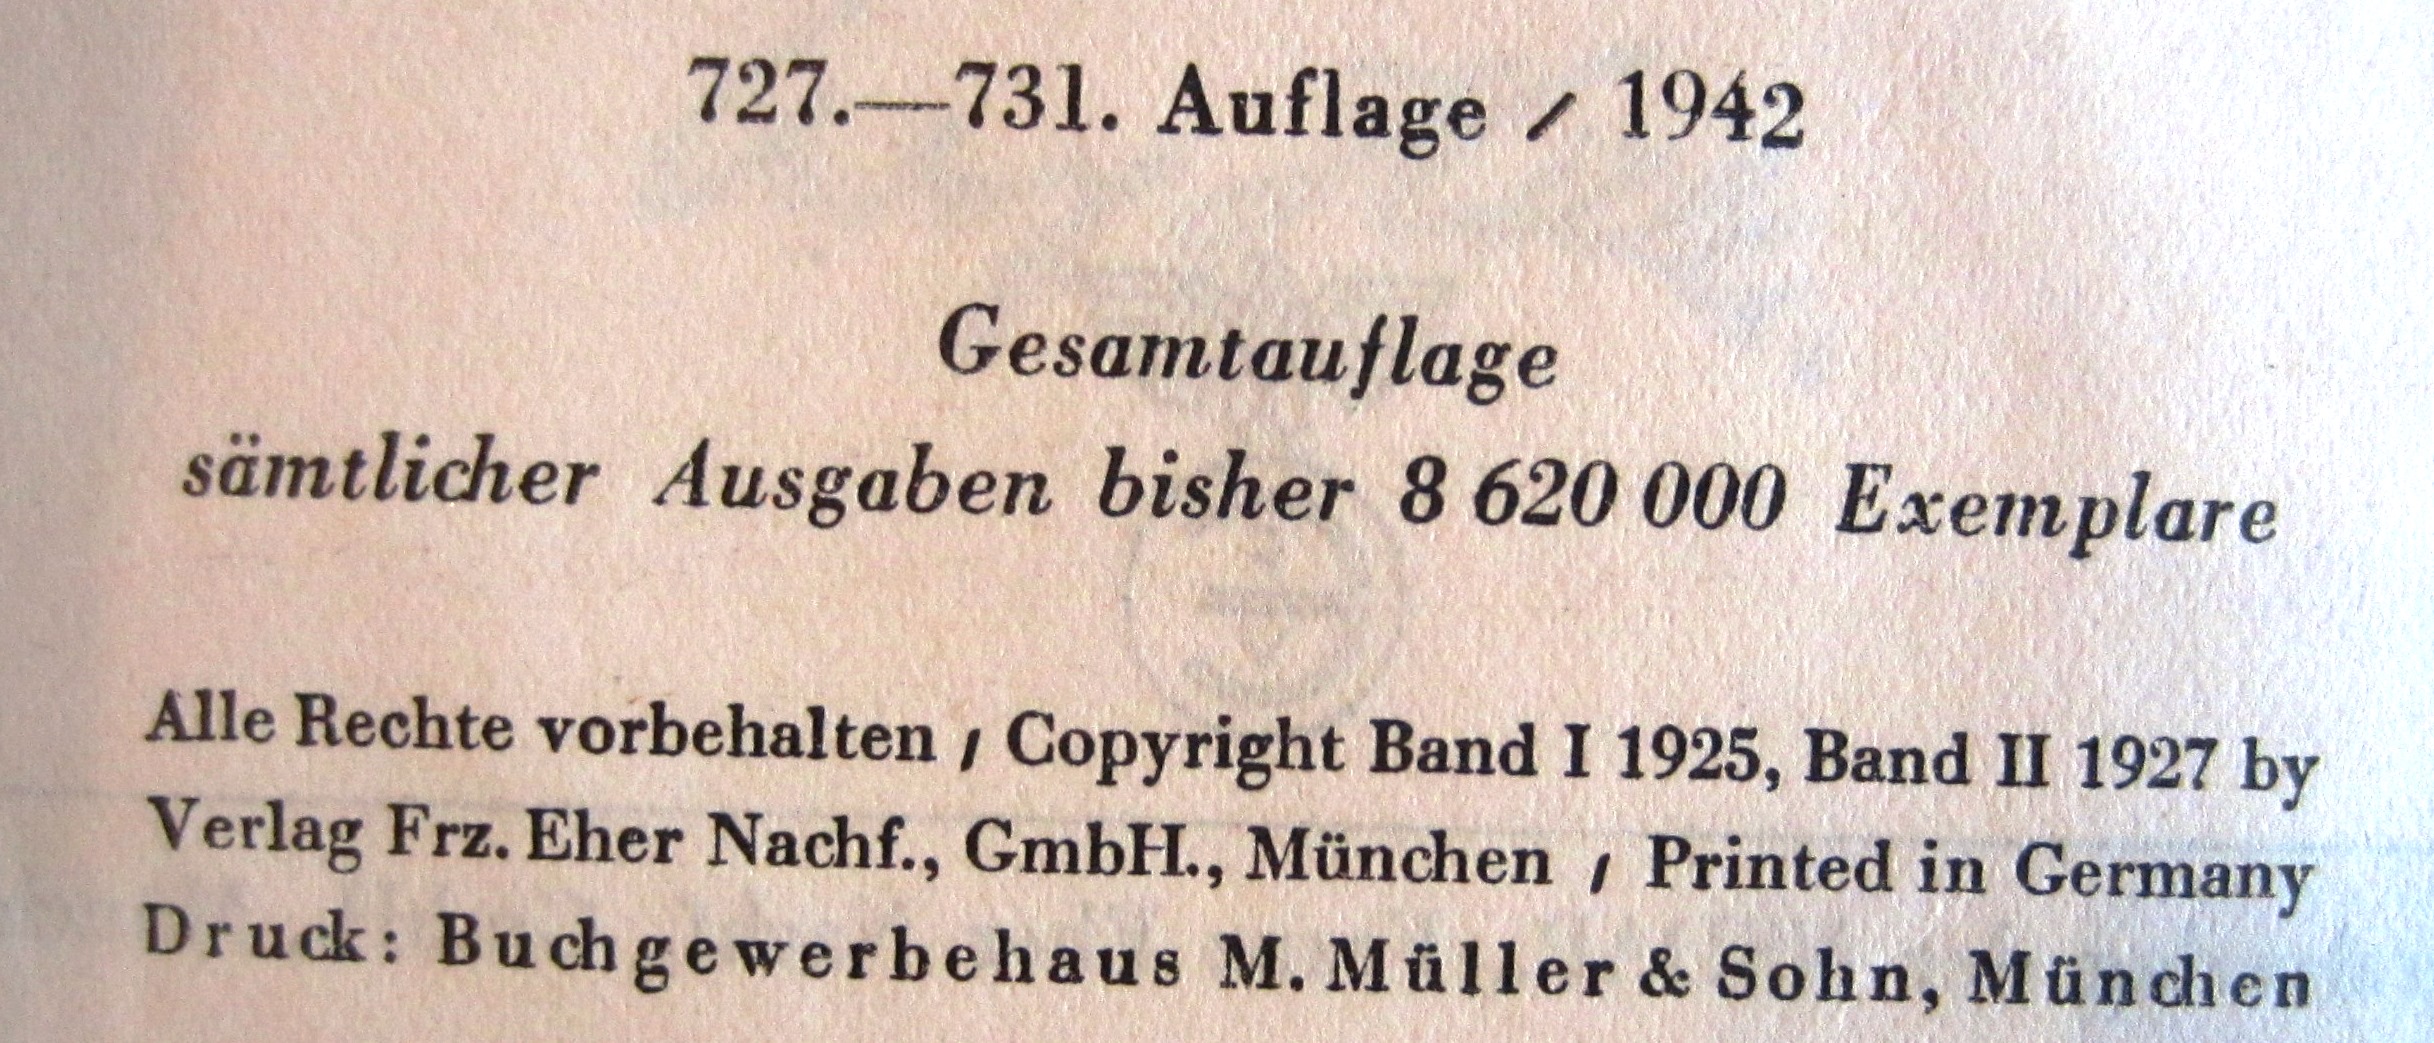 727.—731. Auflage / 1942
Gesamtauflage
sämtlicher Ausgaben bisher 8 620 000 Exemplare
Alle Rechte vorbehalten / Copyright Band I 1925, Band II 1927 by
Verlag Frz. Eher Nachf., GmbH., München / Printed in Germany
Druck: Buchgewerbehaus M. Müller & Sohn, München